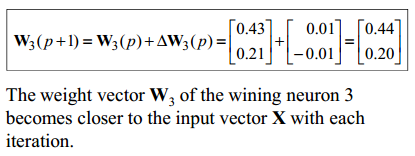 W₃(p+1) = W₃(p) + ΔW₃(p) = [0.43 0.21] + [0.01 −0.01] = [0.44 0.20]
The weight vector W₃ of the wining neuron 3
becomes closer to the input vector X with each
iteration.